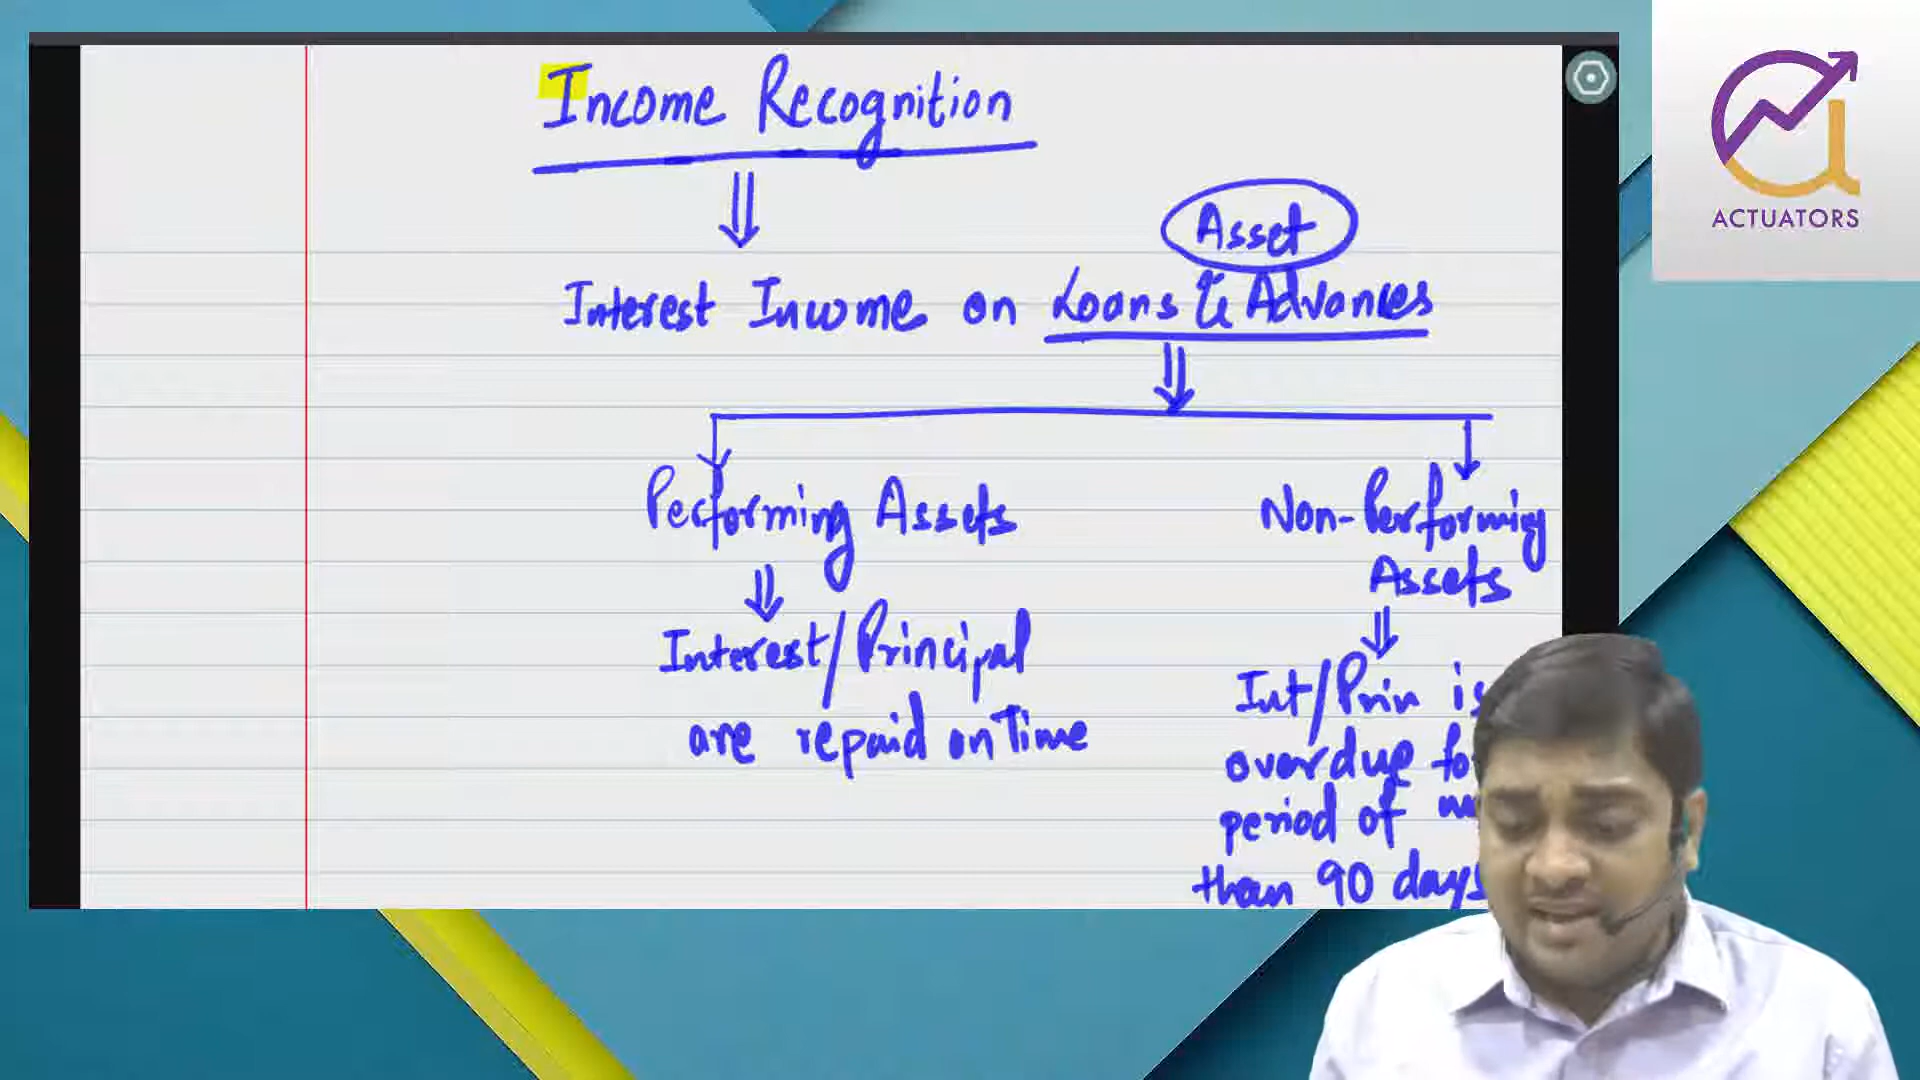 Income Recognition
Asset
Interest Income on Loans & Advances
Performing Assets
Interest/Principal
are repaid on Time
Non-Performing
Assets
Int/Prin is
overdue
period of
than 90 days
ACTUATORS